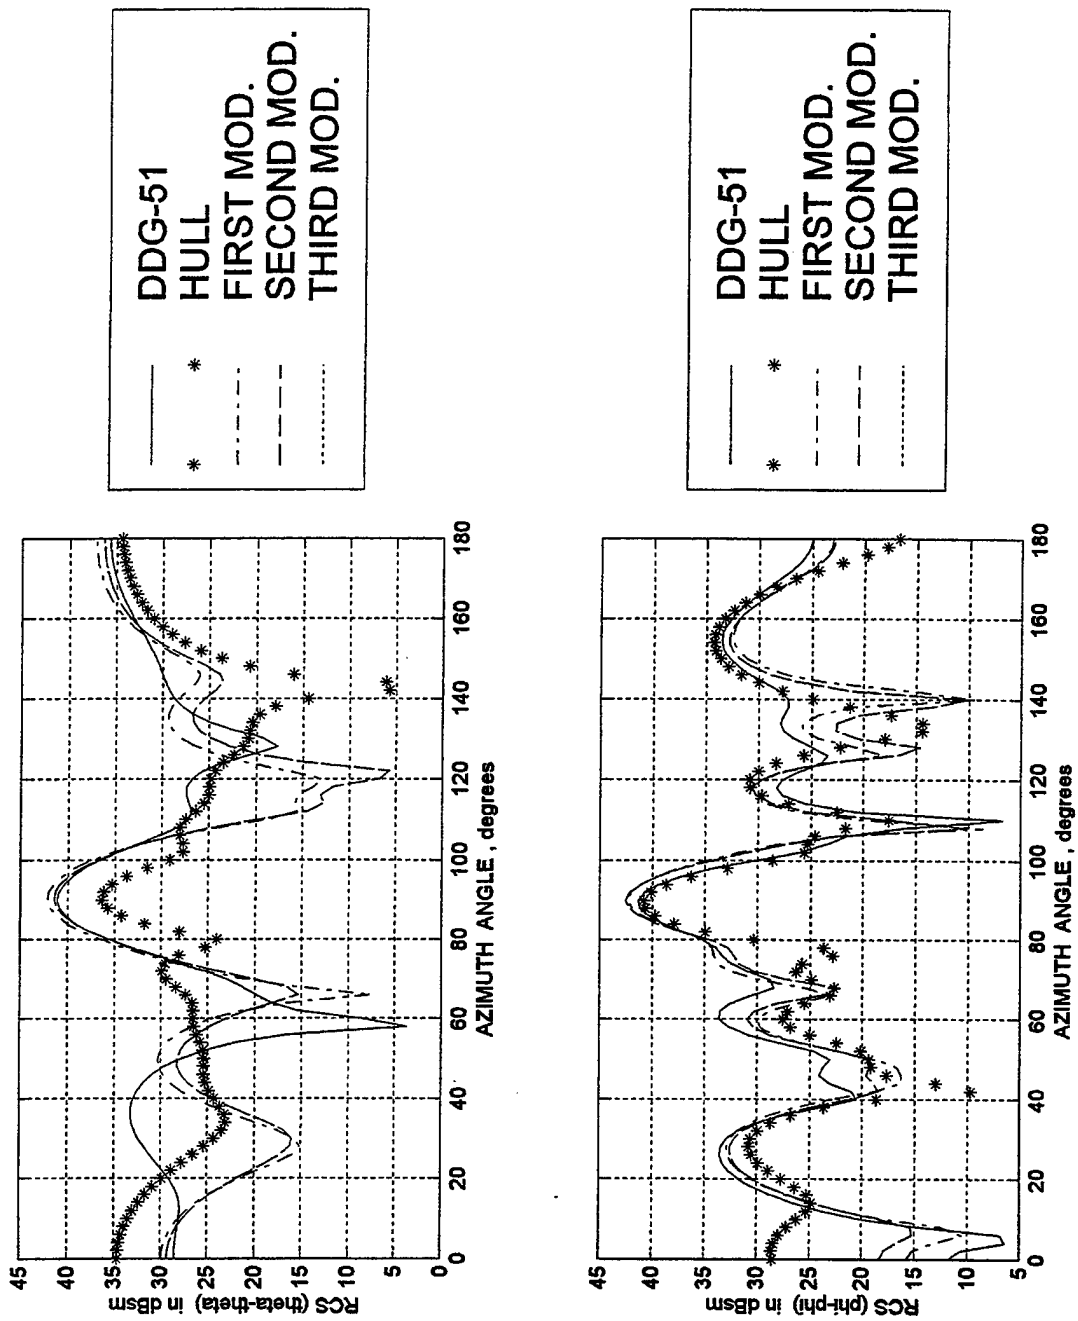 45
40
35
30
25
20
15
10
5
0
RCS (theta-theta) in dBsm
0
20
40
60
80
100
120
140
160
180
AZIMUTH ANGLE , degrees
DDG-51
* * HULL
FIRST MOD.
SECOND MOD.
THIRD MOD.
45
40
35
30
25
20
15
10
5
RCS (phi-phi) in dBsm
0
20
40
60
80
100
120
140
160
180
AZIMUTH ANGLE , degrees
DDG-51
* * HULL
FIRST MOD.
SECOND MOD.
THIRD MOD.